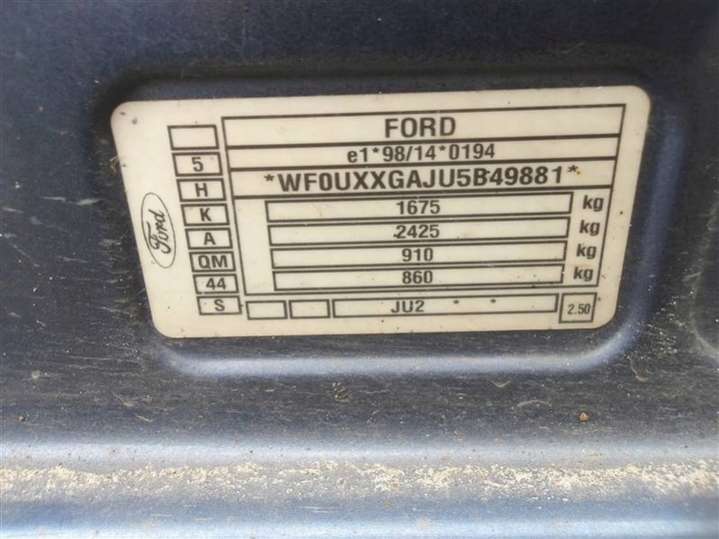 FORD
e1*98/14*0194
*WF0UXXGAJU5B49881*
1675 kg
2425 kg
910 kg
860 kg
JU2 * * 2.50
5
H
K
A
QM
44
S
Ford